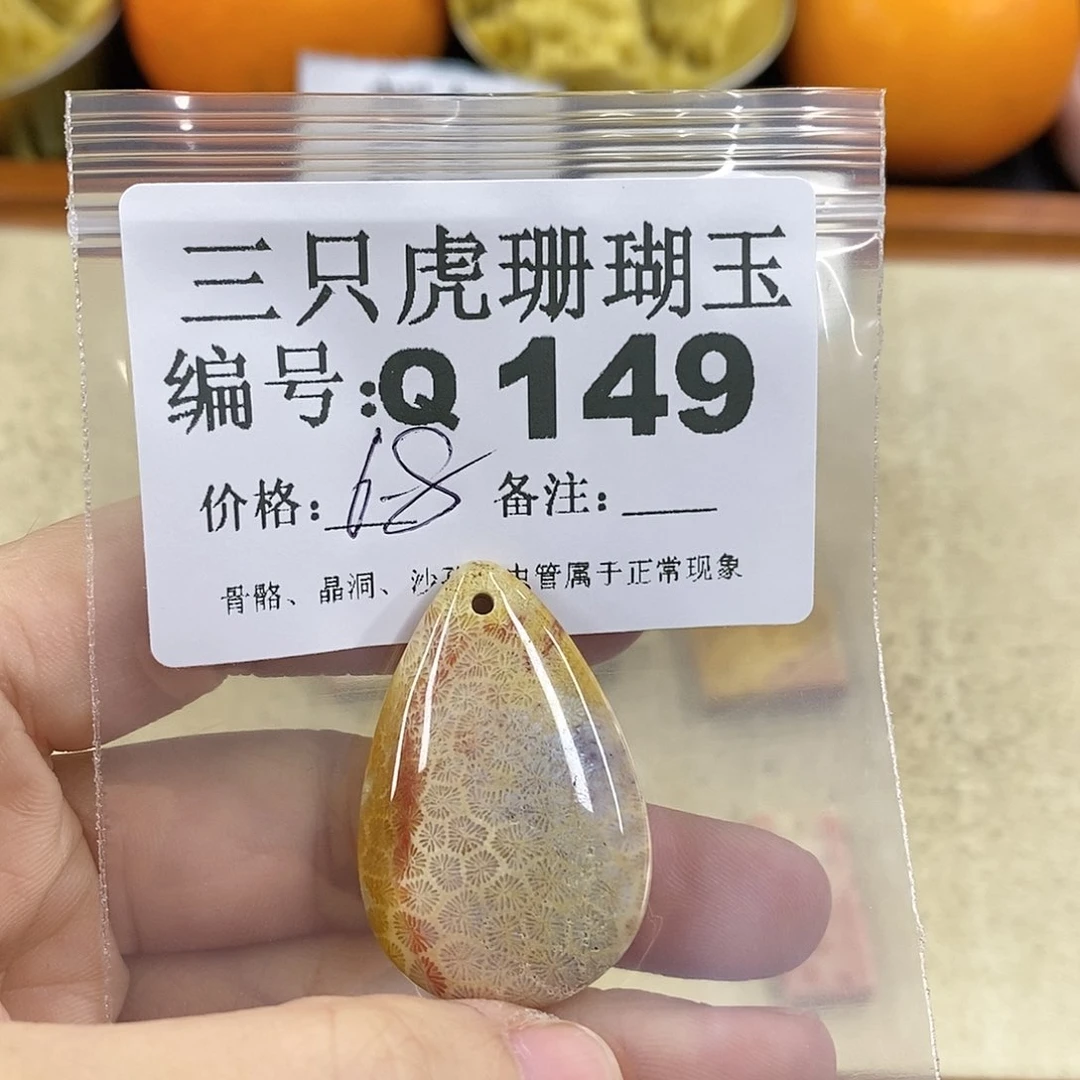 三只虎珊瑚玉
编号:Q 149
价格: 68 备注:
骨骼、晶洞、沙 虫管属于正常现象